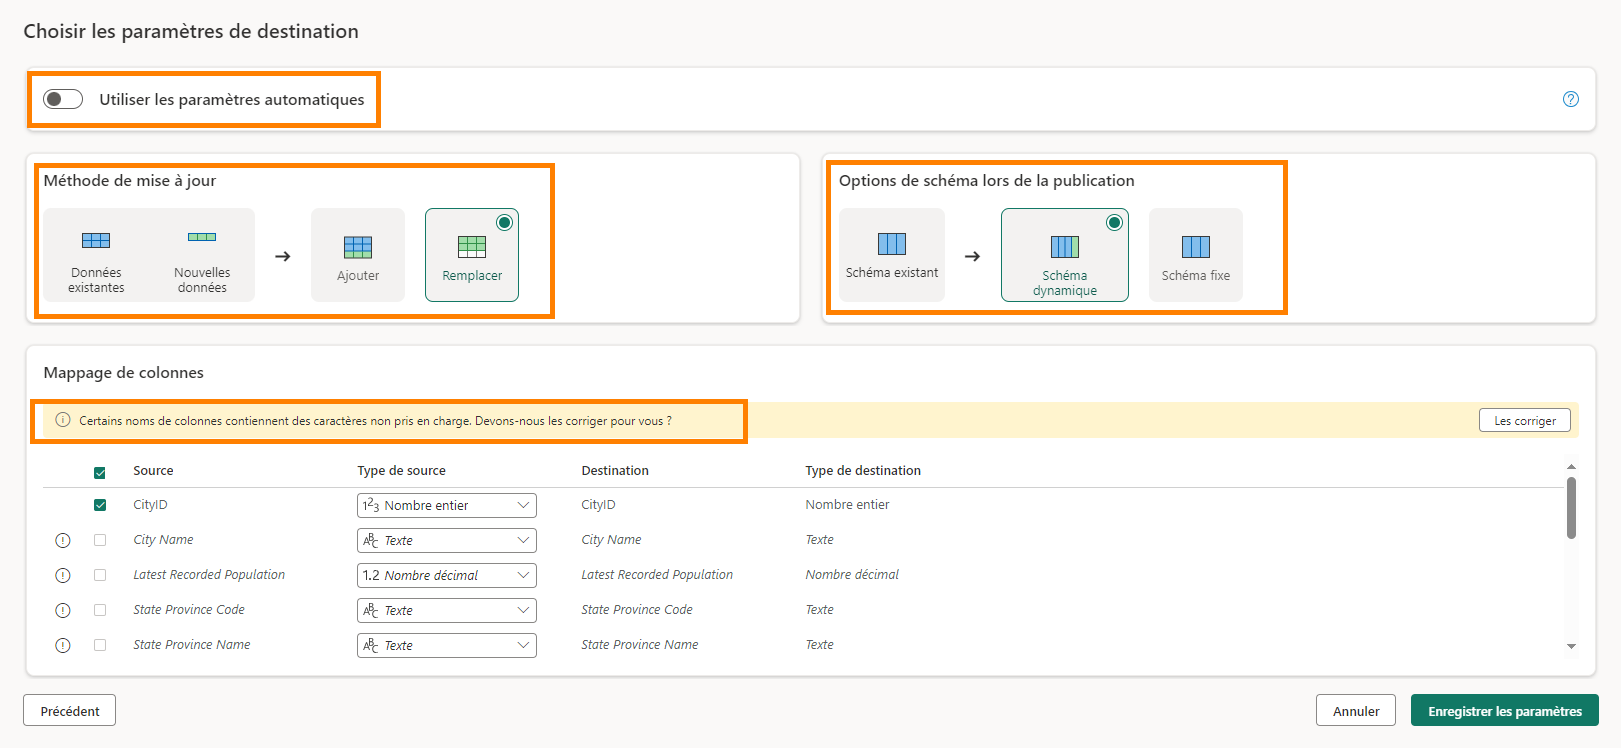 Choisir les paramètres de destination
Utiliser les paramètres automatiques
Méthode de mise à jour
Données existantes
Nouvelles données
Ajouter
Remplacer
Options de schéma lors de la publication
Schéma existant
Schéma dynamique
Schéma fixe
Mappage de colonnes
Certains noms de colonnes contiennent des caractères non pris en charge. Devons-nous les corriger pour vous ?
Les corriger
Source Type de source Destination Type de destination
CityID 123 Nombre entier CityID Nombre entier
City Name ABC Texte City Name Texte
Latest Recorded Population 1.2 Nombre décimal Latest Recorded Population Nombre décimal
State Province Code ABC Texte State Province Code Texte
State Province Name ABC Texte State Province Name Texte
Précédent
Annuler
Enregistrer les paramètres